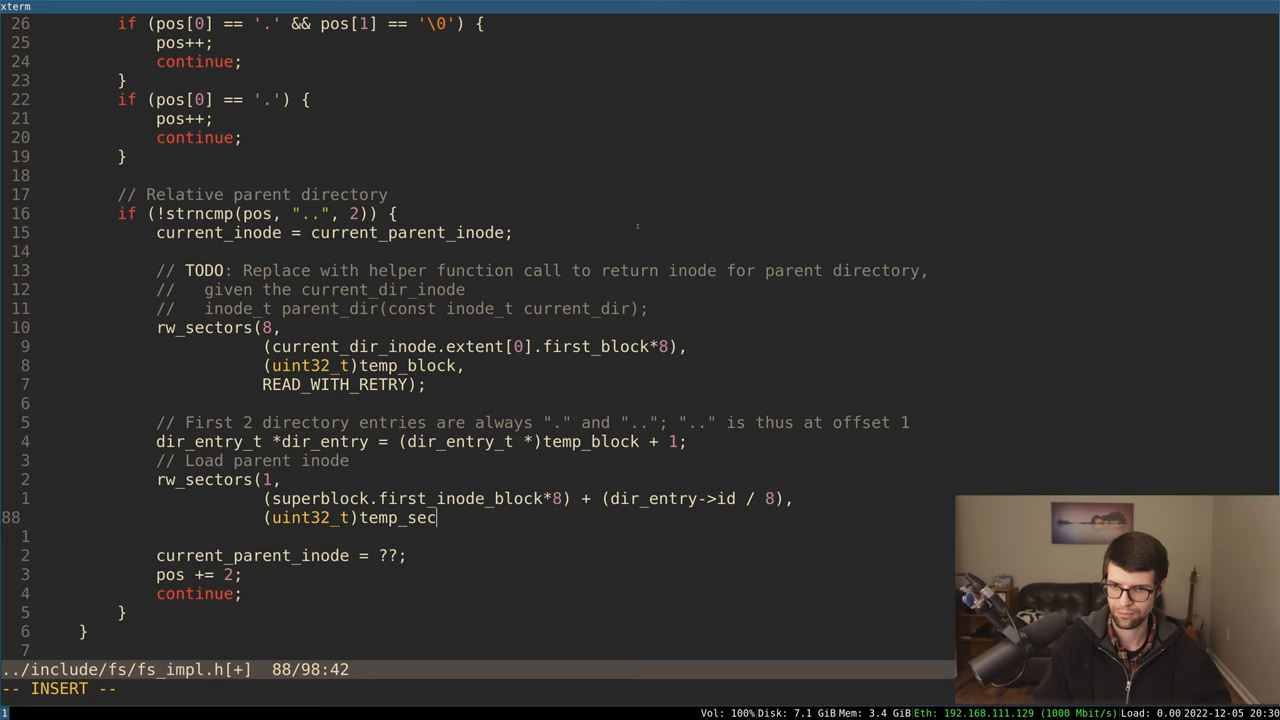 xterm
26 if (pos[0] == '.' && pos[1] == '\0') {
25 pos++;
24 continue;
23 }
22 if (pos[0] == '.') {
21 pos++;
20 continue;
19 }
18
17 // Relative parent directory
16 if (!strncmp(pos, "..", 2)) {
15 current_inode = current_parent_inode;
14
13 // TODO: Replace with helper function call to return inode for parent directory,
12 // given the current_dir_inode
11 // inode_t parent_dir(const inode_t current_dir);
10 rw_sectors(8,
9 (current_dir_inode.extent[0].first_block*8),
8 (uint32_t)temp_block,
7 READ_WITH_RETRY);
6
5 // First 2 directory entries are always "." and ".."; ".." is thus at offset 1
4 dir_entry_t *dir_entry = (dir_entry_t *)temp_block + 1;
3 // Load parent inode
2 rw_sectors(1,
1 (superblock.first_inode_block*8) + (dir_entry->id / 8),
88 (uint32_t)temp_sec
1
2 current_parent_inode = ??;
3 pos += 2;
4 continue;
5 }
6 }
7
../include/fs/fs_impl.h[+] 88/98:42
-- INSERT --
1 Vol: 100% Disk: 7.1 GiB Mem: 3.4 GiB Eth: 192.168.111.129 (1000 Mbit/s) Load: 0.00 2022-12-05 20:30